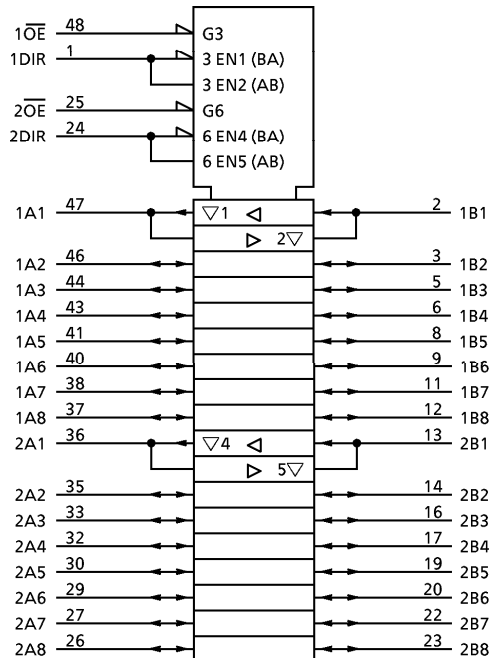 1O̅E̅ 48 G3
1DIR 1 3 EN1 (BA)
3 EN2 (AB)
2O̅E̅ 25 G6
2DIR 24 6 EN4 (BA)
6 EN5 (AB)
1A1 47 ▽1 ◁ 2 1B1
▷ 2▽
1A2 46 3 1B2
1A3 44 5 1B3
1A4 43 6 1B4
1A5 41 8 1B5
1A6 40 9 1B6
1A7 38 11 1B7
1A8 37 12 1B8
2A1 36 ▽4 ◁ 13 2B1
▷ 5▽
2A2 35 14 2B2
2A3 33 16 2B3
2A4 32 17 2B4
2A5 30 19 2B5
2A6 29 20 2B6
2A7 27 22 2B7
2A8 26 23 2B8